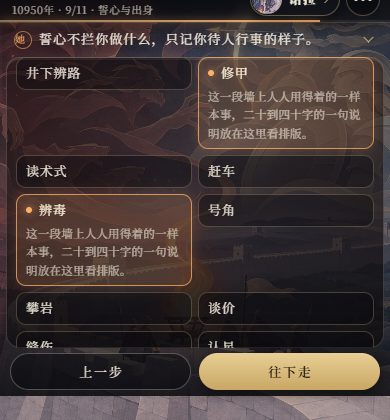 10950年 · 9/11 · 誓心与出身
誓心不拦你做什么，只记你待人行事的样子。
井下辨路
修甲
这一段墙上人人用得着的一样
本事，二十到四十字的一句说
明放在这里看排版。
读术式
赶车
辨毒
这一段墙上人人用得着的一样
本事，二十到四十字的一句说
明放在这里看排版。
号角
攀岩
谈价
上一步
往下走